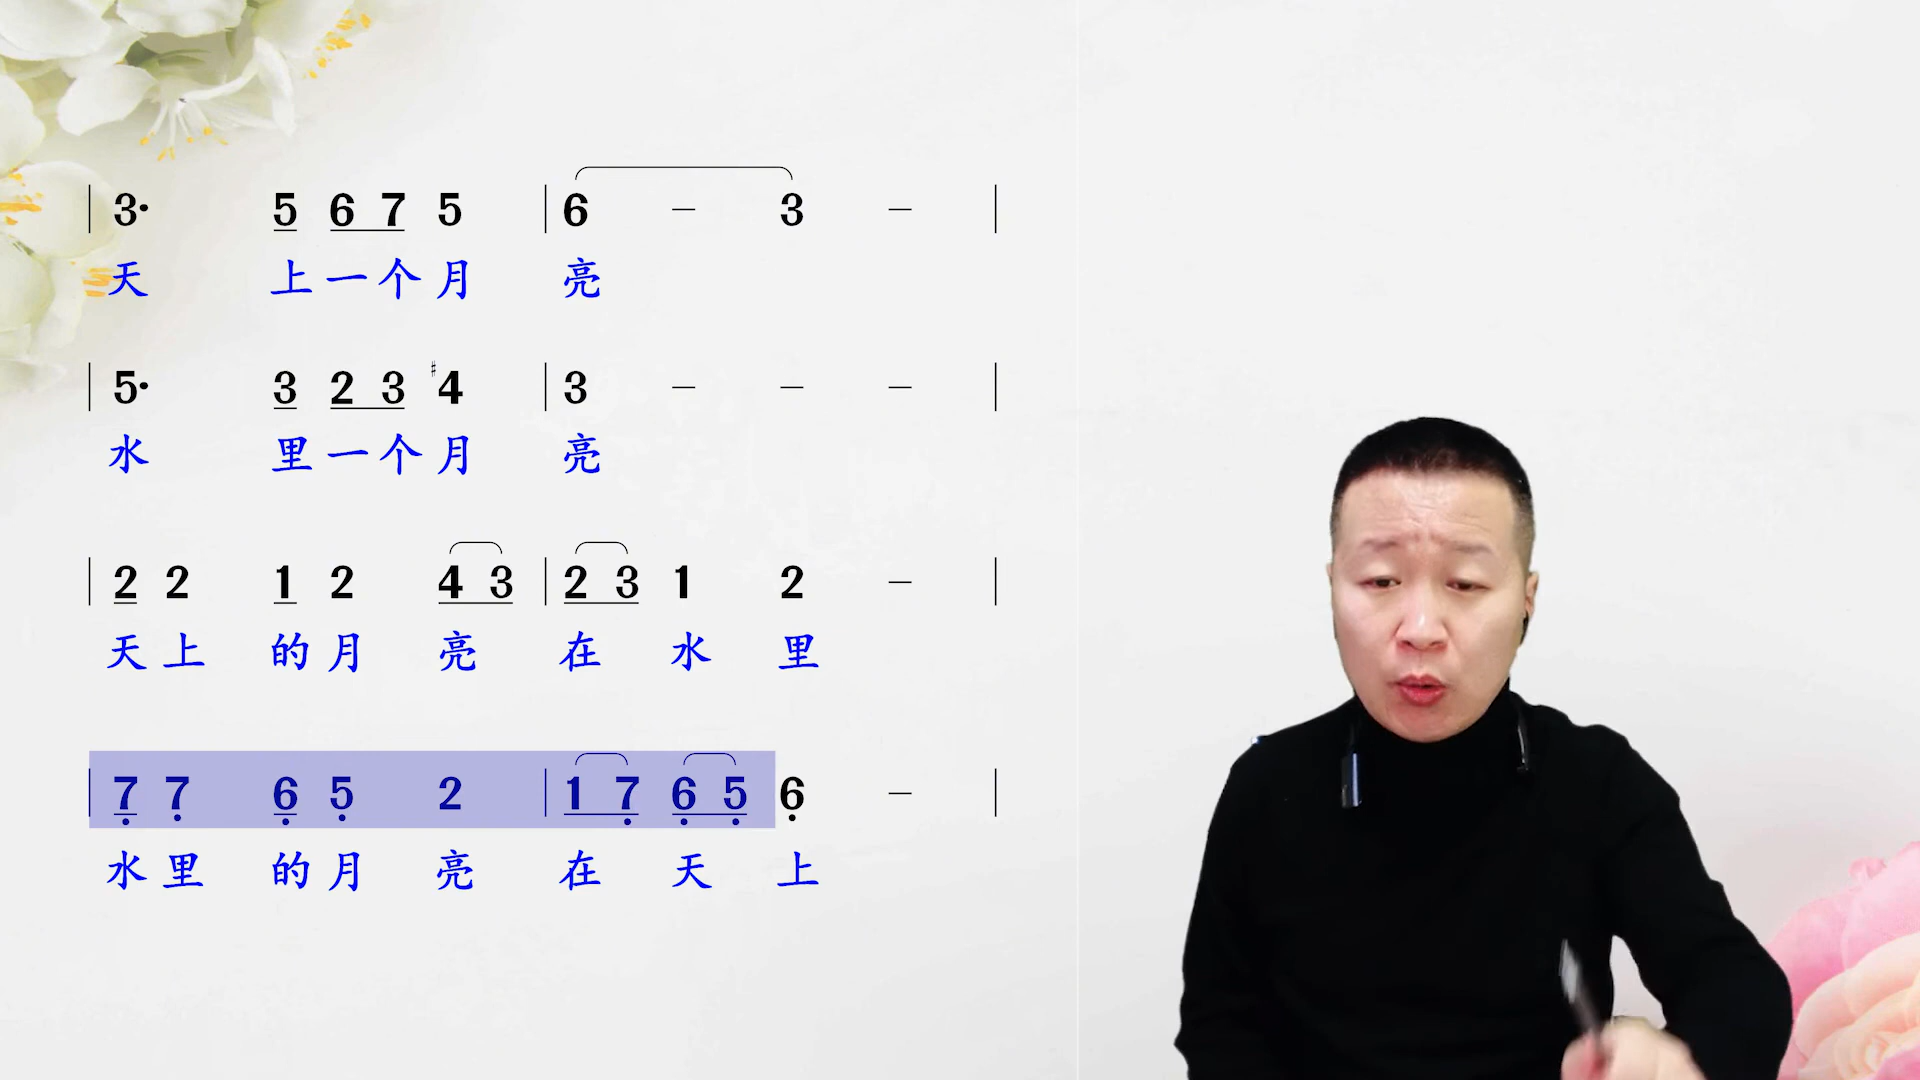 3· 5 6 7 5 6 – 3 –
天 上 一 个 月 亮
5· 3 2 3 #4 3 – – –
水 里 一 个 月 亮
2 2 1 2 4 3 2 3 1 2 –
天 上 的 月 亮 在 水 里
7 7 6 5 2 1 7 6 5 6 –
水 里 的 月 亮 在 天 上